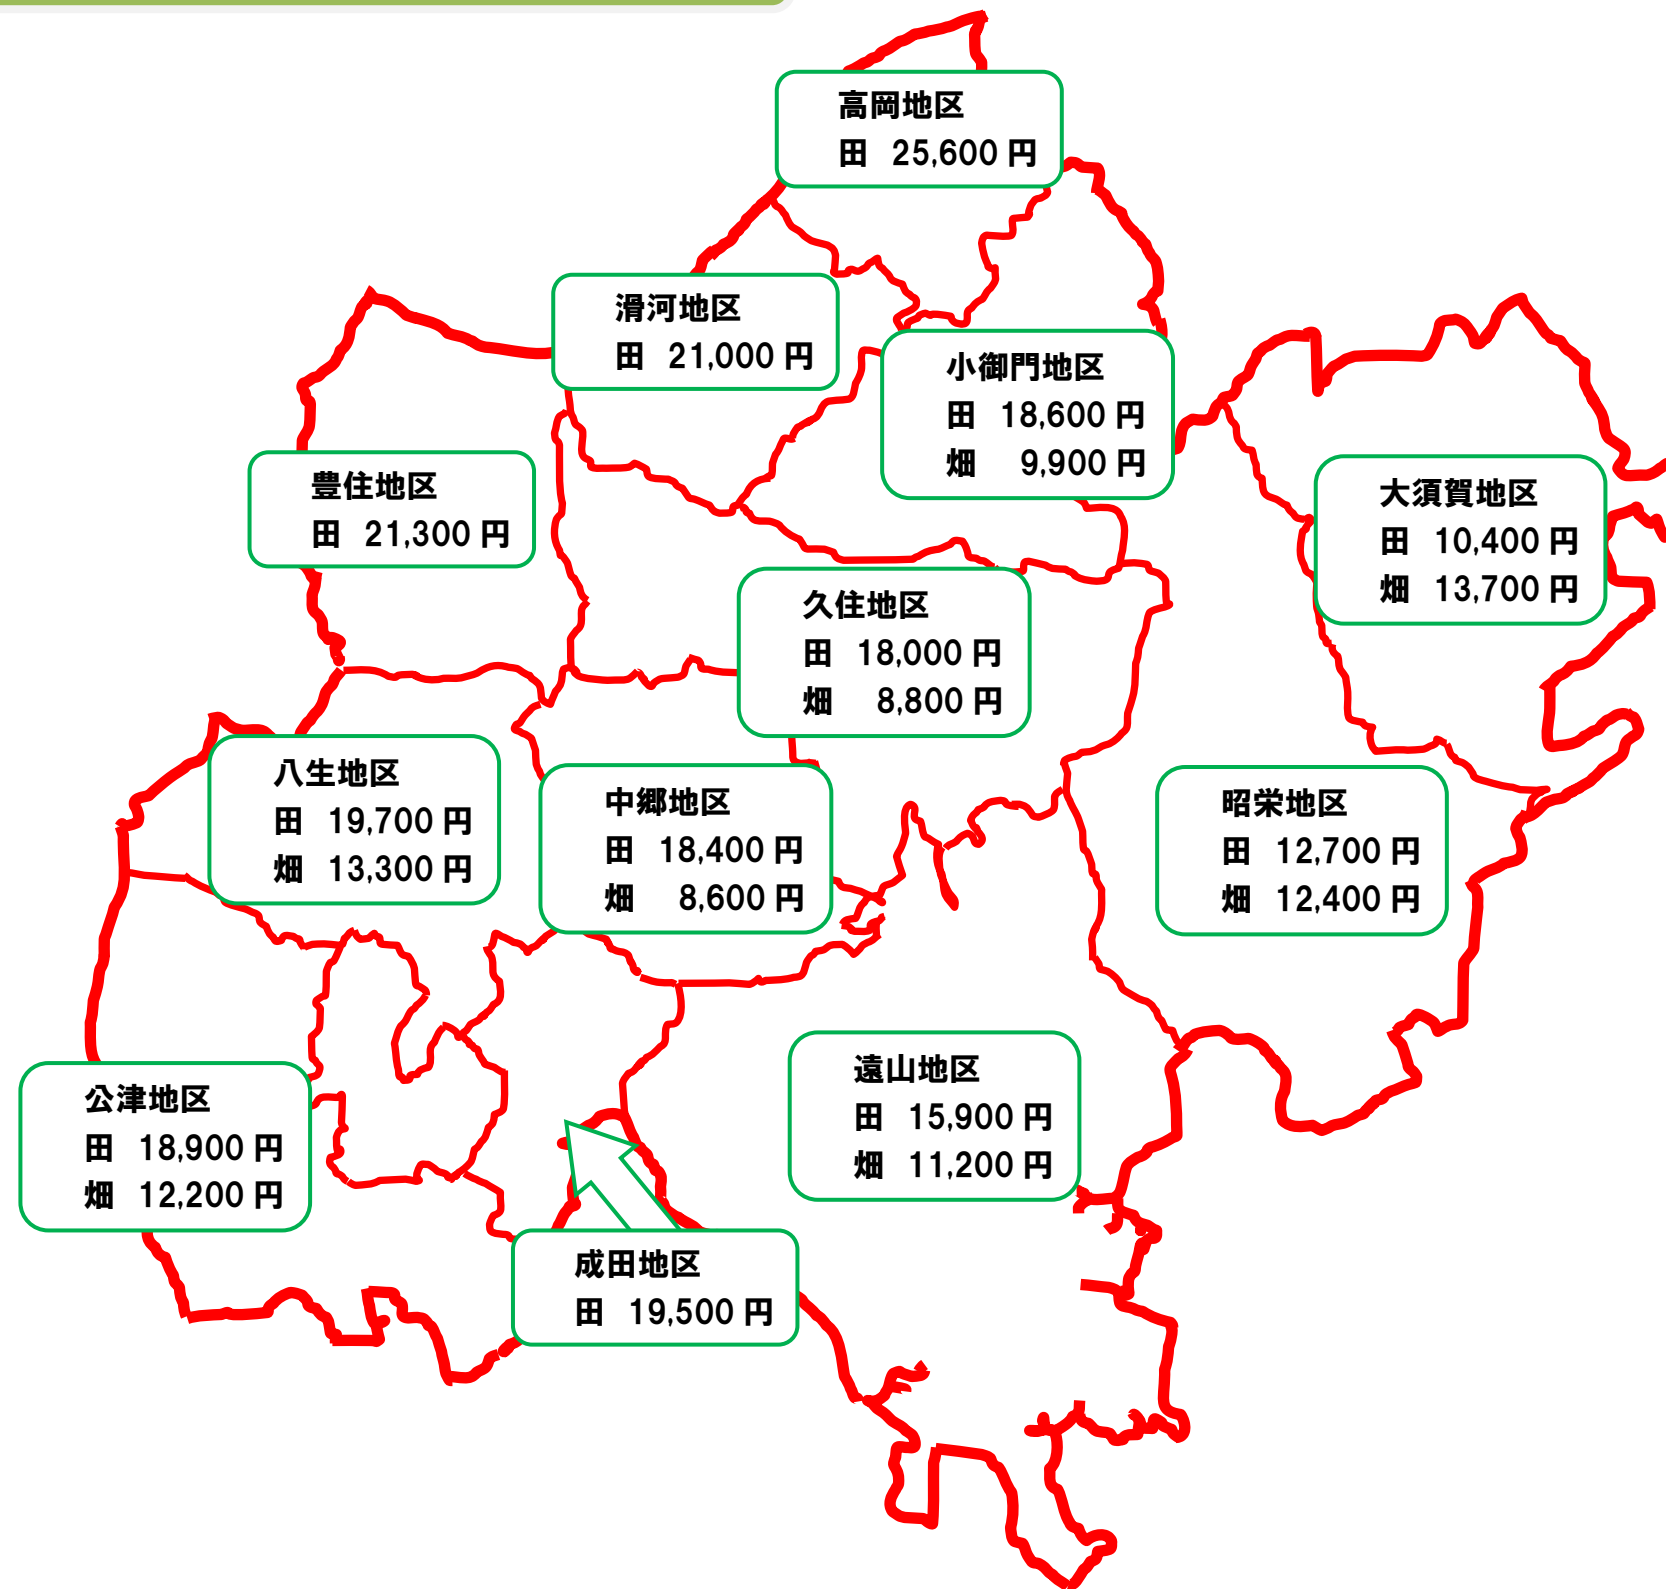 高岡地区
田 25,600 円
滑河地区
田 21,000 円
小御門地区
田 18,600 円
畑 9,900 円
豊住地区
田 21,300 円
大須賀地区
田 10,400 円
畑 13,700 円
久住地区
田 18,000 円
畑 8,800 円
八生地区
田 19,700 円
畑 13,300 円
中郷地区
田 18,400 円
畑 8,600 円
昭栄地区
田 12,700 円
畑 12,400 円
遠山地区
田 15,900 円
畑 11,200 円
公津地区
田 18,900 円
畑 12,200 円
成田地区
田 19,500 円